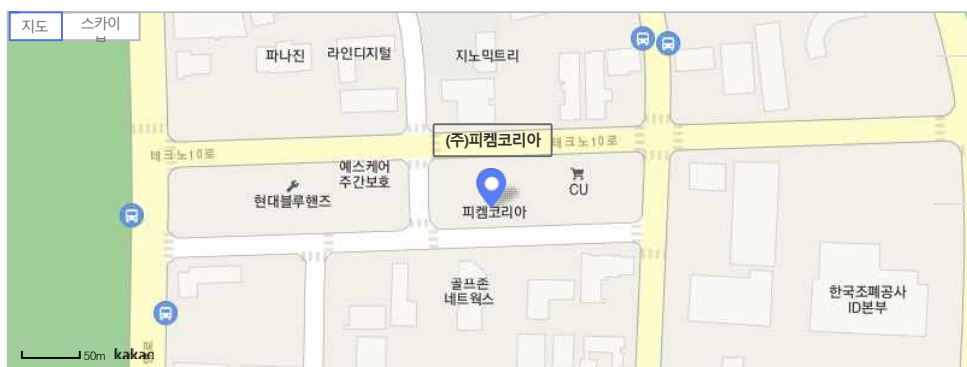 지도
스카이
파나진
라인디지털
지노믹트리
(주)피켐코리아
테크노10로
테크노10로
예스케어
주간보호
현대블루핸즈
피켐코리아
CU
골프존
네트웍스
한국조폐공사
ID본부
50m
kakao